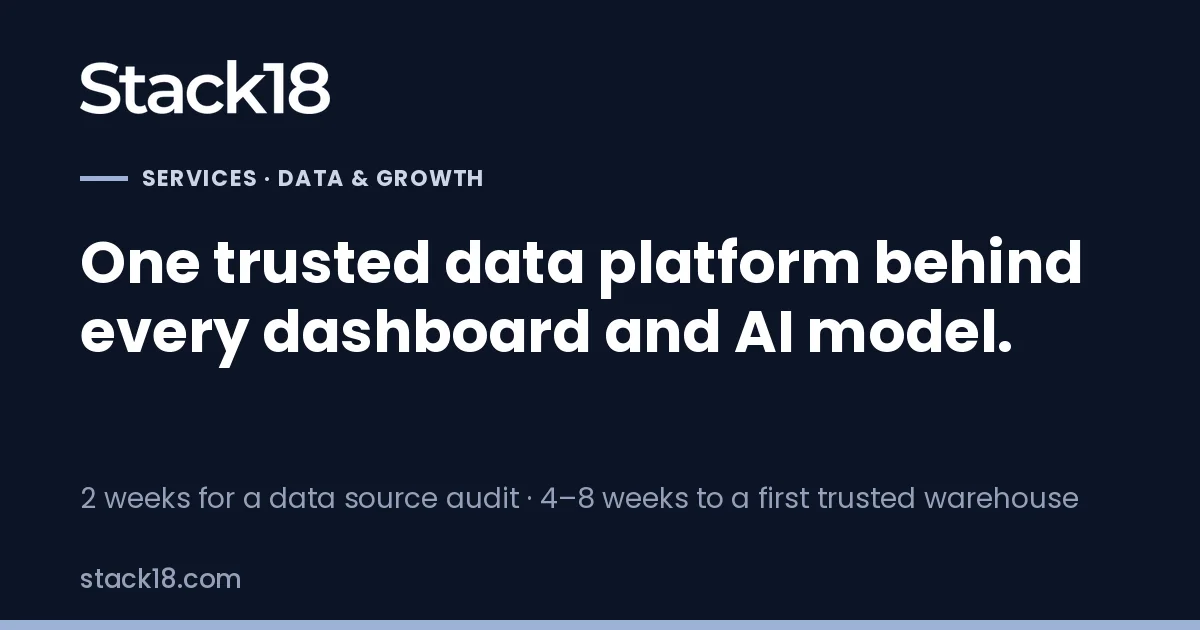 Stack18
SERVICES · DATA & GROWTH
One trusted data platform behind
every dashboard and AI model.
2 weeks for a data source audit · 4–8 weeks to a first trusted warehouse
stack18.com